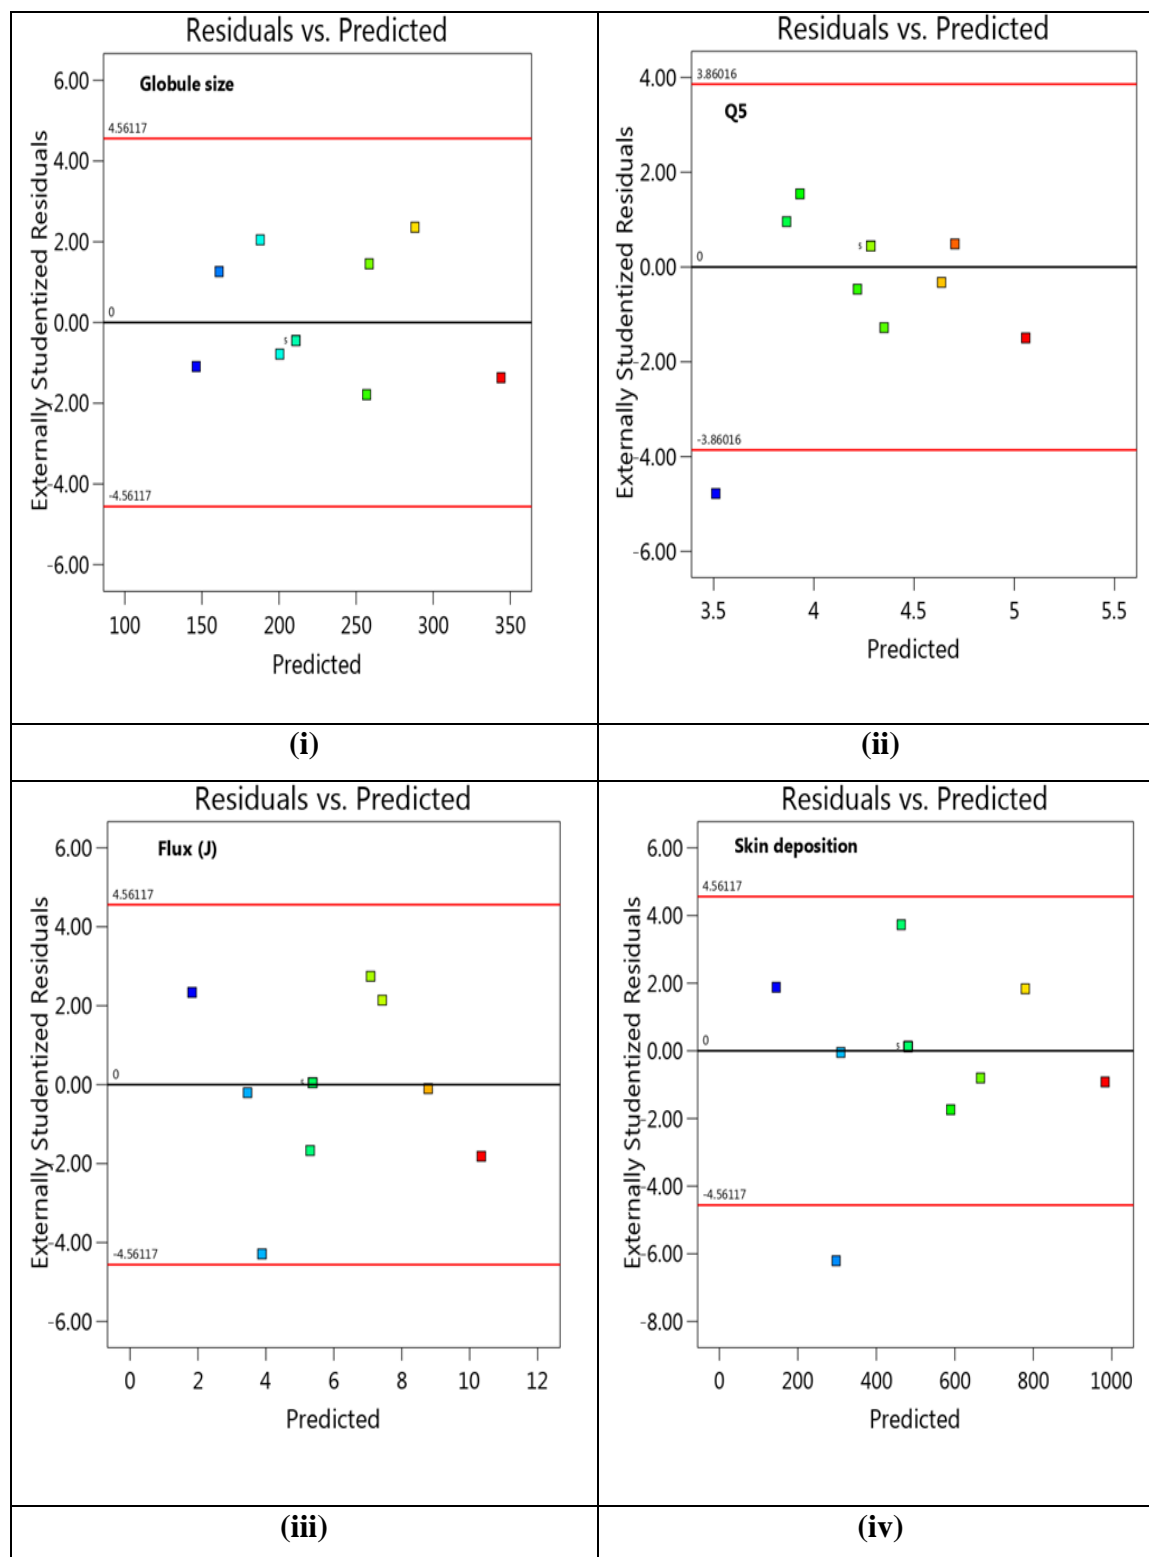 Residuals vs. Predicted
Globule size
Externally Studentized Residuals
6.00
4.56117
4.00
2.00
0
0.00
5
-2.00
-4.00
-4.56117
-6.00
100 150 200 250 300 350
Predicted
Residuals vs. Predicted
4.00
3.86016
Q5
Externally Studentized Residuals
2.00
0
0.00
5
-2.00
-3.86016
-4.00
-6.00
3.5 4 4.5 5 5.5
Predicted
(i)
(ii)
Residuals vs. Predicted
Flux (J)
Externally Studentized Residuals
6.00
4.56117
4.00
2.00
0
0.00
5
-2.00
-4.00
-4.56117
-6.00
0 2 4 6 8 10 12
Predicted
Residuals vs. Predicted
Skin deposition
Externally Studentized Residuals
6.00
4.56117
4.00
2.00
0
0.00
5
-2.00
-4.00
-4.56117
-6.00
-8.00
0 200 400 600 800 1000
Predicted
(iii)
(iv)